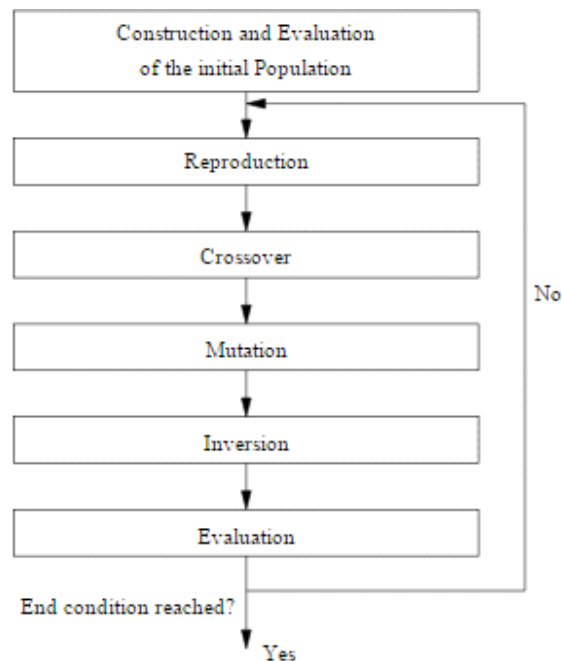 Construction and Evaluation
of the initial Population
Reproduction
Crossover
No
Mutation
Inversion
Evaluation
End condition reached?
Yes